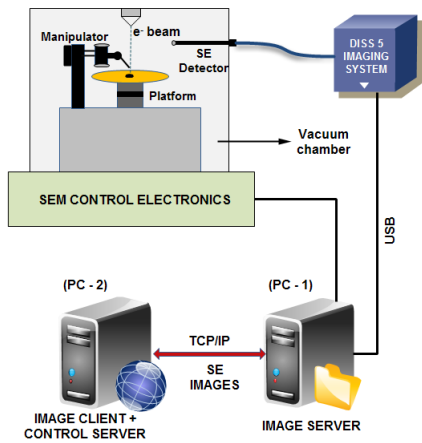 e⁻ beam
Manipulator
SE
Detector
DISS 5
IMAGING
SYSTEM
Platform
Vacuum
chamber
SEM CONTROL ELECTRONICS
USB
(PC - 2)
(PC - 1)
TCP/IP
SE
IMAGES
IMAGE CLIENT +
CONTROL SERVER
IMAGE SERVER